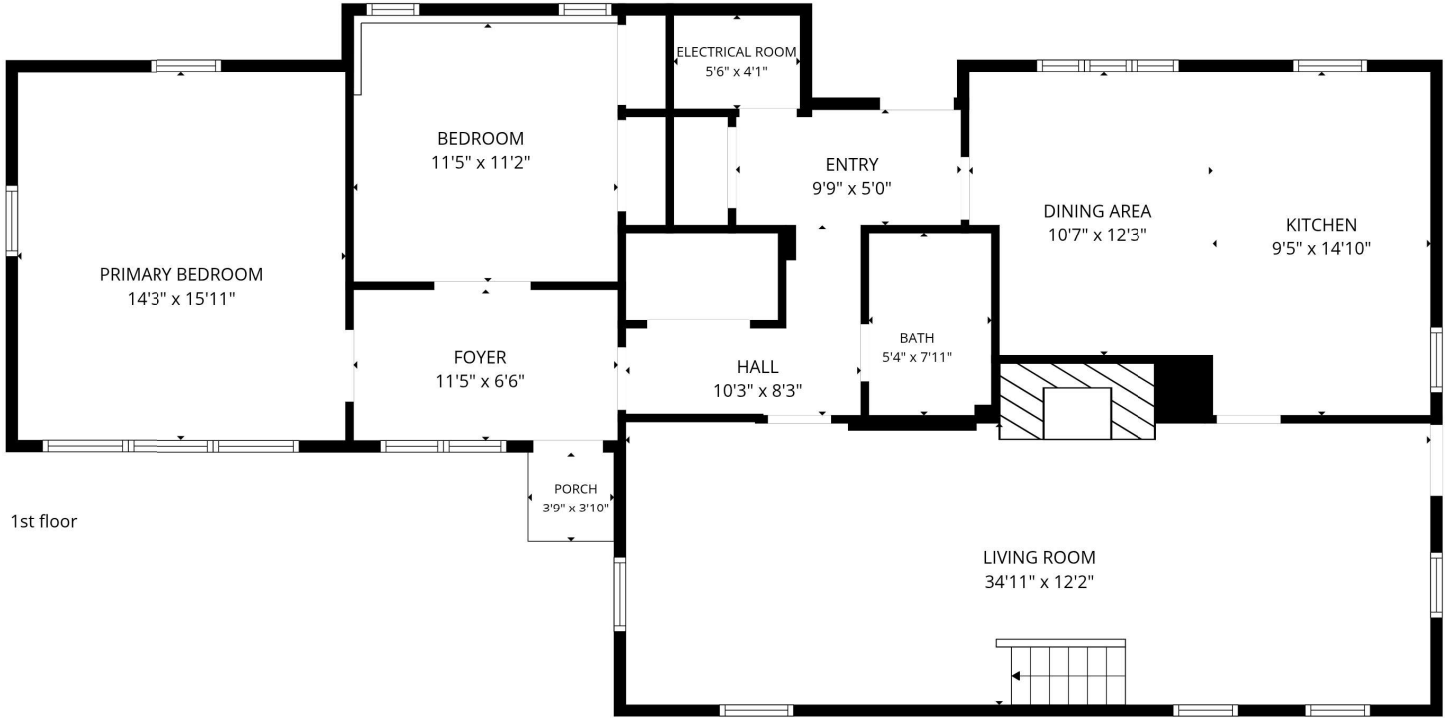 ELECTRICAL ROOM
5'6" x 4'1"
BEDROOM
11'5" x 11'2"
ENTRY
9'9" x 5'0"
DINING AREA
10'7" x 12'3"
KITCHEN
9'5" x 14'10"
PRIMARY BEDROOM
14'3" x 15'11"
FOYER
11'5" x 6'6"
HALL
10'3" x 8'3"
BATH
5'4" x 7'11"
PORCH
3'9" x 3'10"
1st floor
LIVING ROOM
34'11" x 12'2"